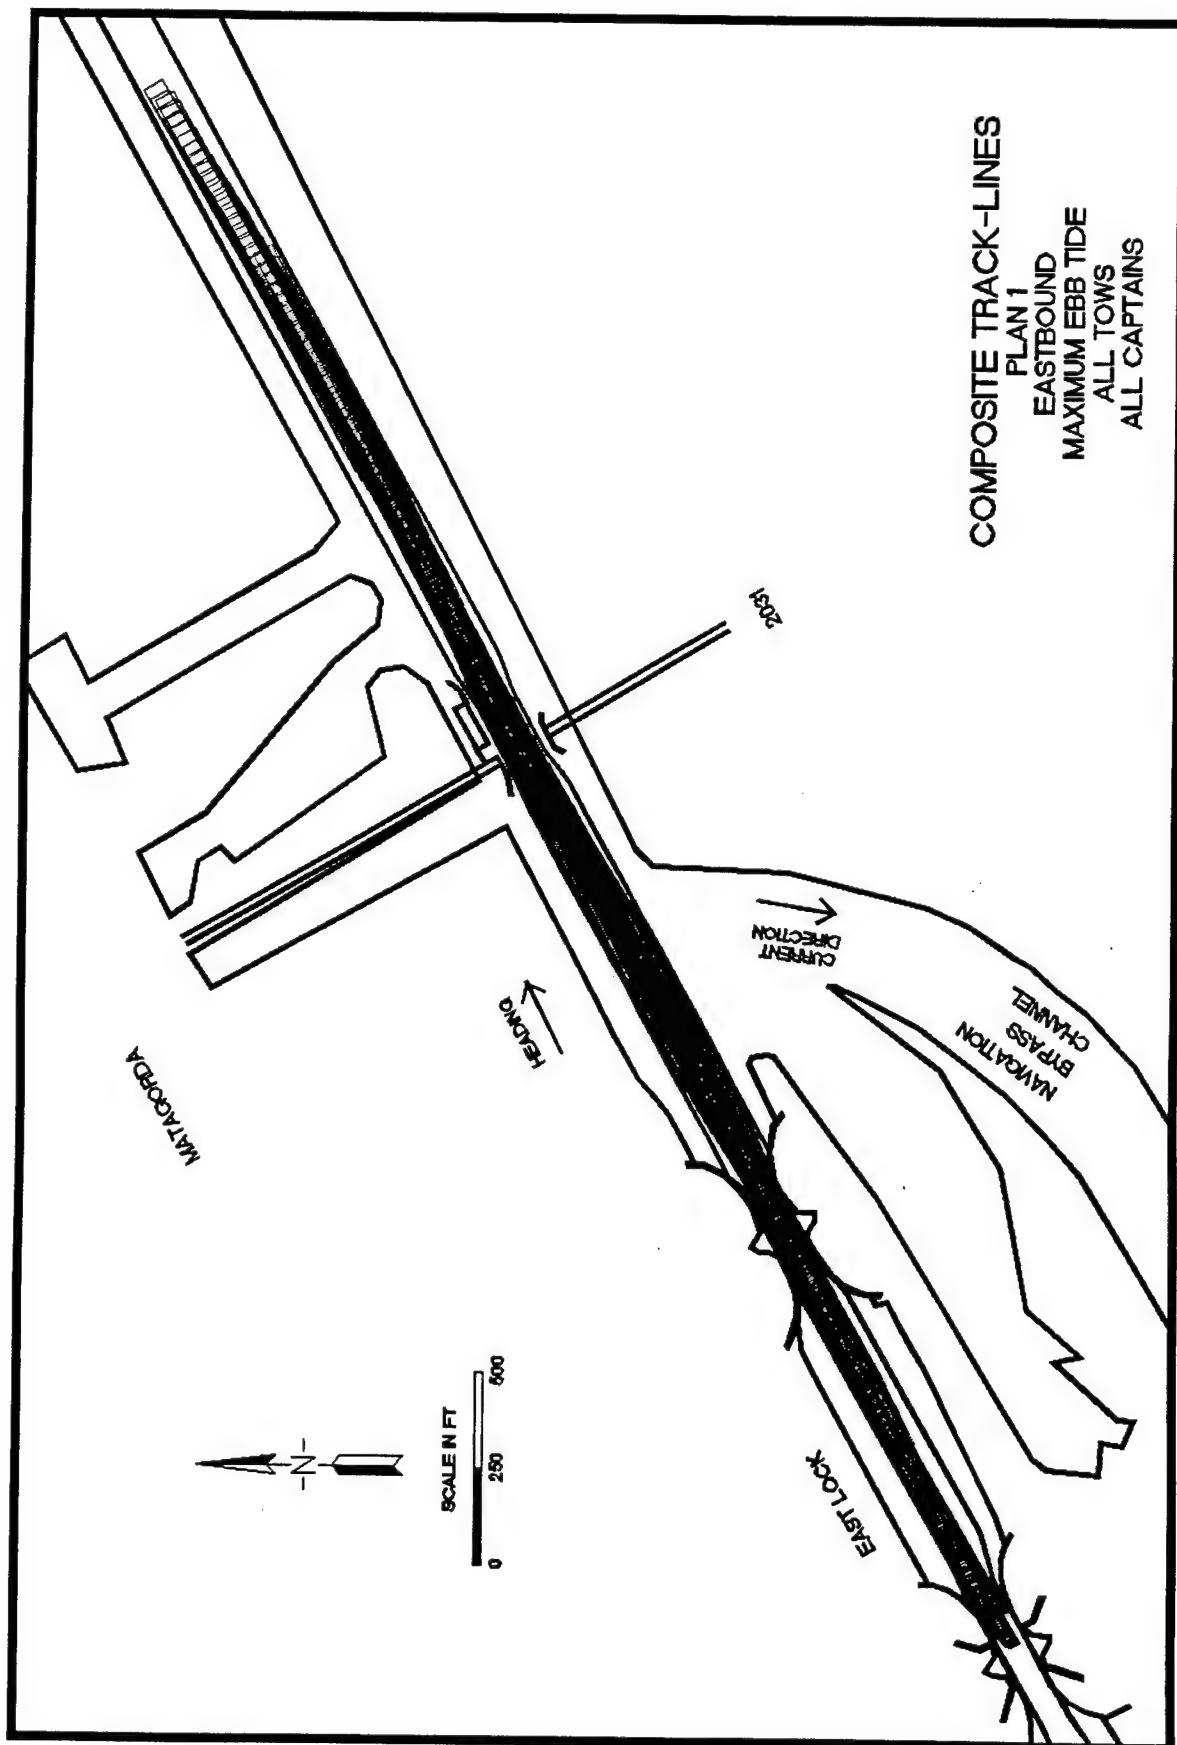 COMPOSITE TRACK-LINES
PLAN 1
EASTBOUND
MAXIMUM EBB TIDE
ALL TOWS
ALL CAPTAINS
MATAGORDA
HEADING
2031
CURRENT
DIRECTION
NAVIGATION
BYPASS
CHANNEL
EAST LOCK
N
SCALE IN FT
0 250 500